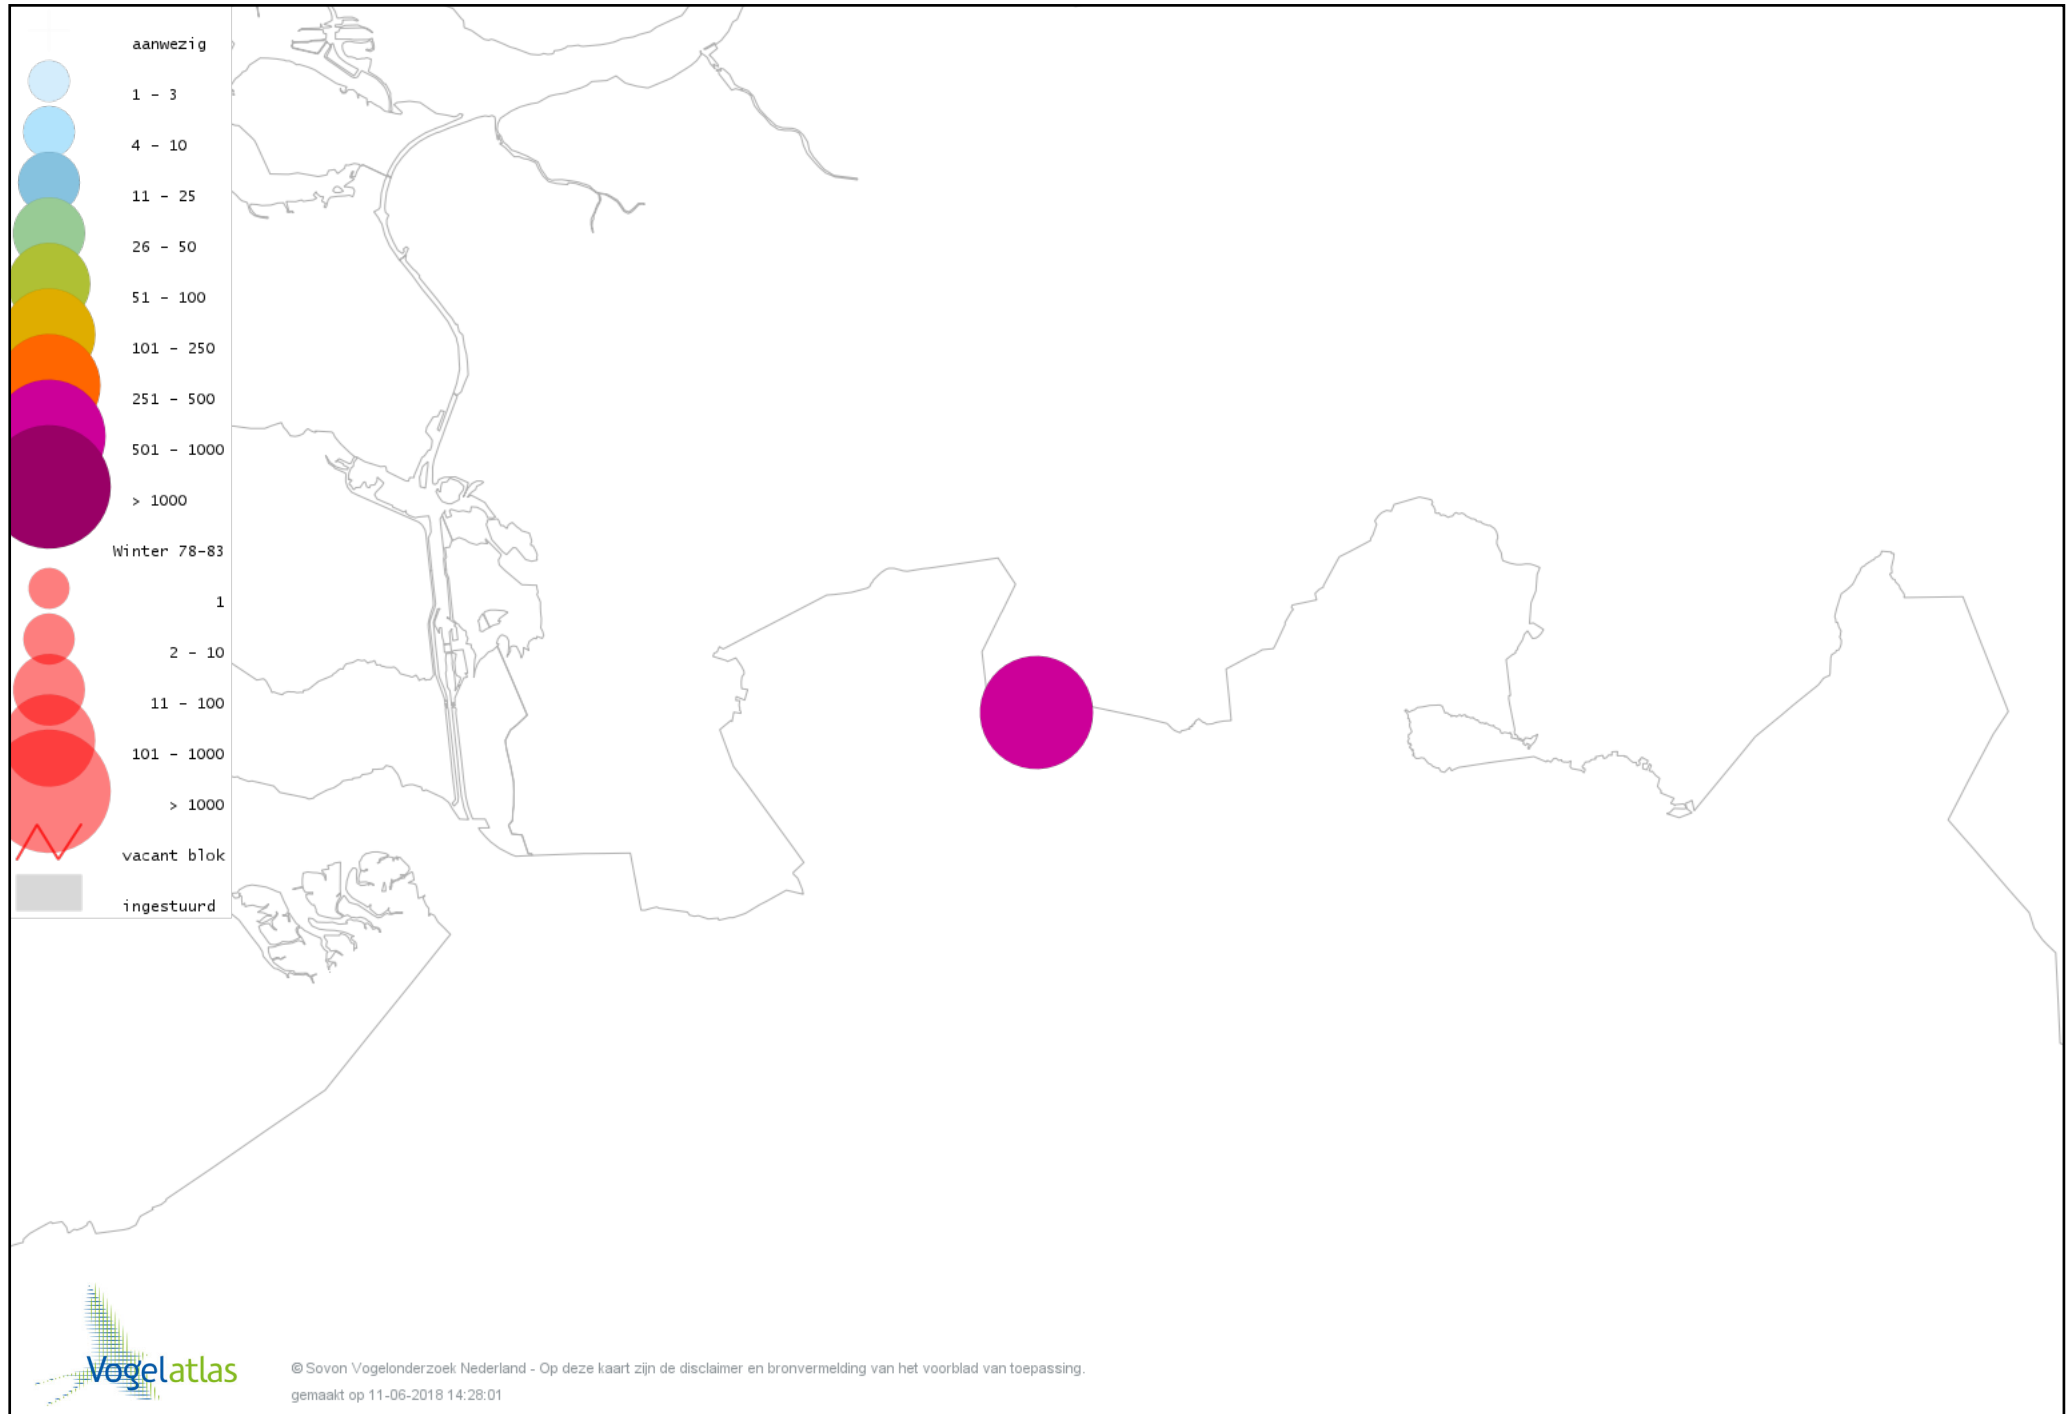 aanwezig
1 - 3
4 - 10
11 - 25
26 - 50
51 - 100
101 - 250
251 - 500
501 - 1000
> 1000
Winter 78-83
1
2 - 10
11 - 100
101 - 1000
> 1000
vacant blok
ingestuurd
Vogelatlas
© Sovon Vogelonderzoek Nederland - Op deze kaart zijn de disclaimer en bronvermelding van het voorblad van toepassing.
gemaakt op 11-06-2018 14:28:01